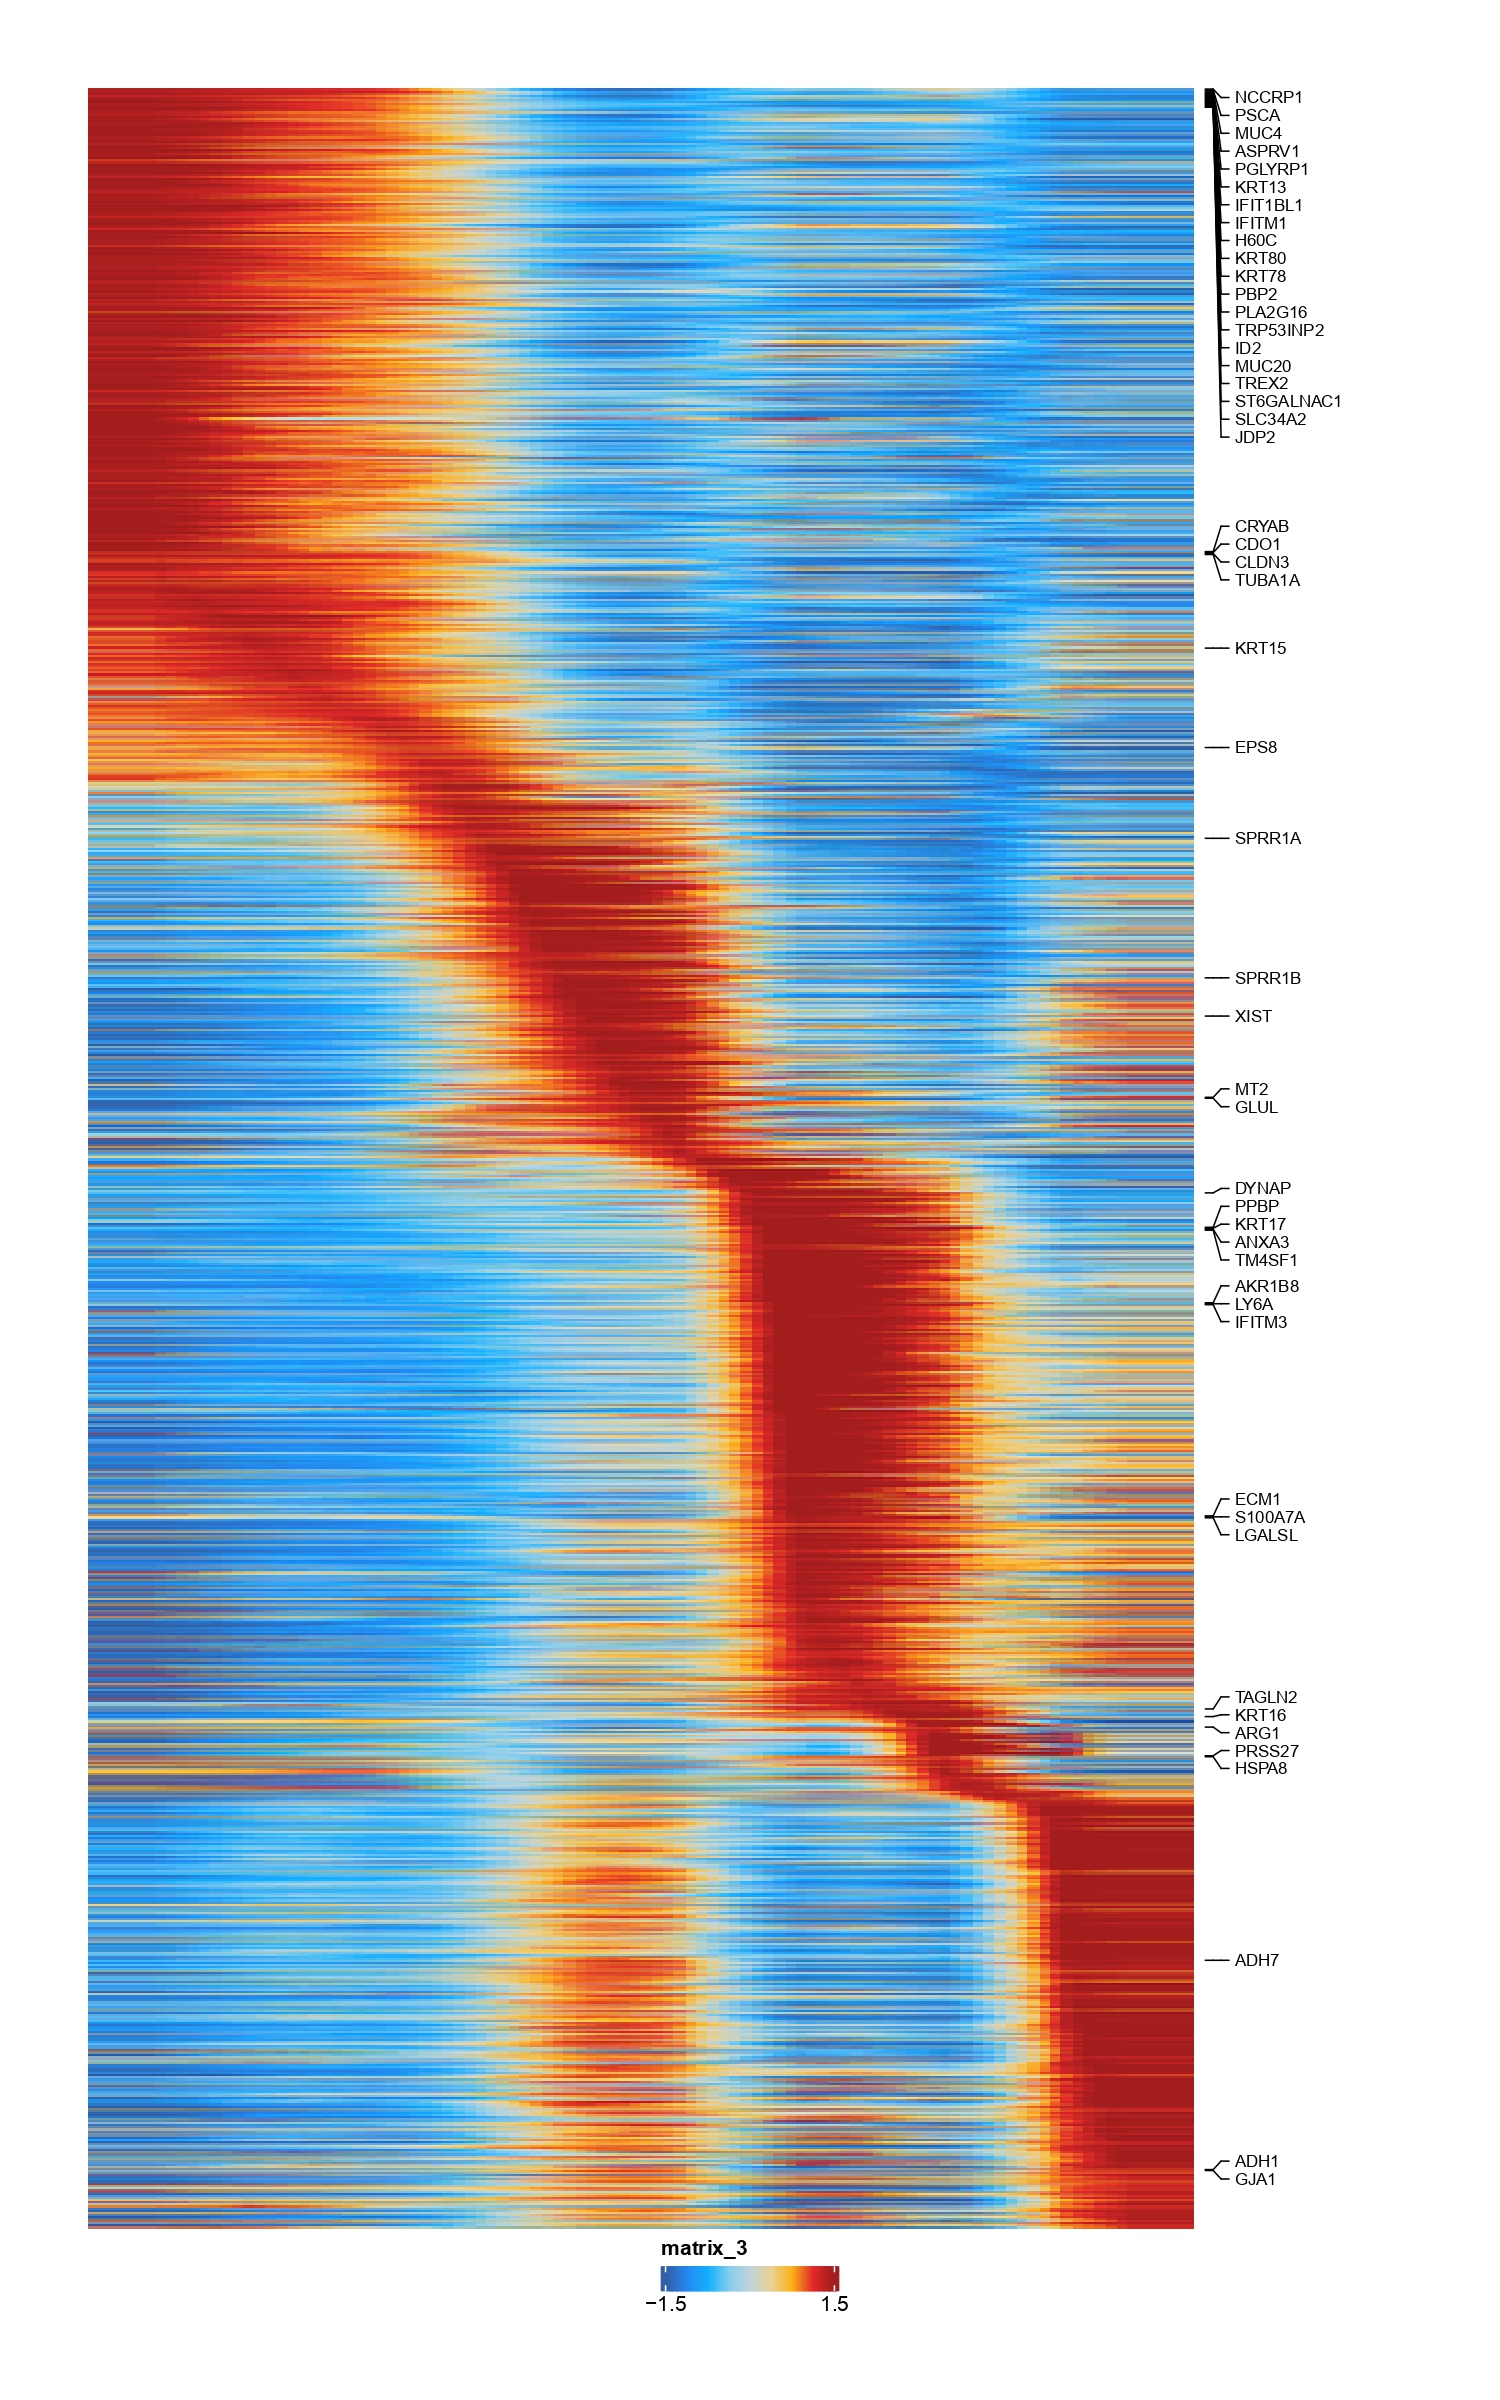 NCCRP1
PSCA
MUC4
ASPRV1
PGLYRP1
KRT13
IFIT1BL1
IFITM1
H60C
KRT80
KRT78
PBP2
PLA2G16
TRP53INP2
ID2
MUC20
TREX2
ST6GALNAC1
SLC34A2
JDP2
CRYAB
CDO1
CLDN3
TUBA1A
KRT15
EPS8
SPRR1A
SPRR1B
XIST
MT2
GLUL
DYNAP
PPBP
KRT17
ANXA3
TM4SF1
AKR1B8
LY6A
IFITM3
ECM1
S100A7A
LGALSL
TAGLN2
KRT16
ARG1
PRSS27
HSPA8
ADH7
ADH1
GJA1
matrix_3
−1.5 1.5